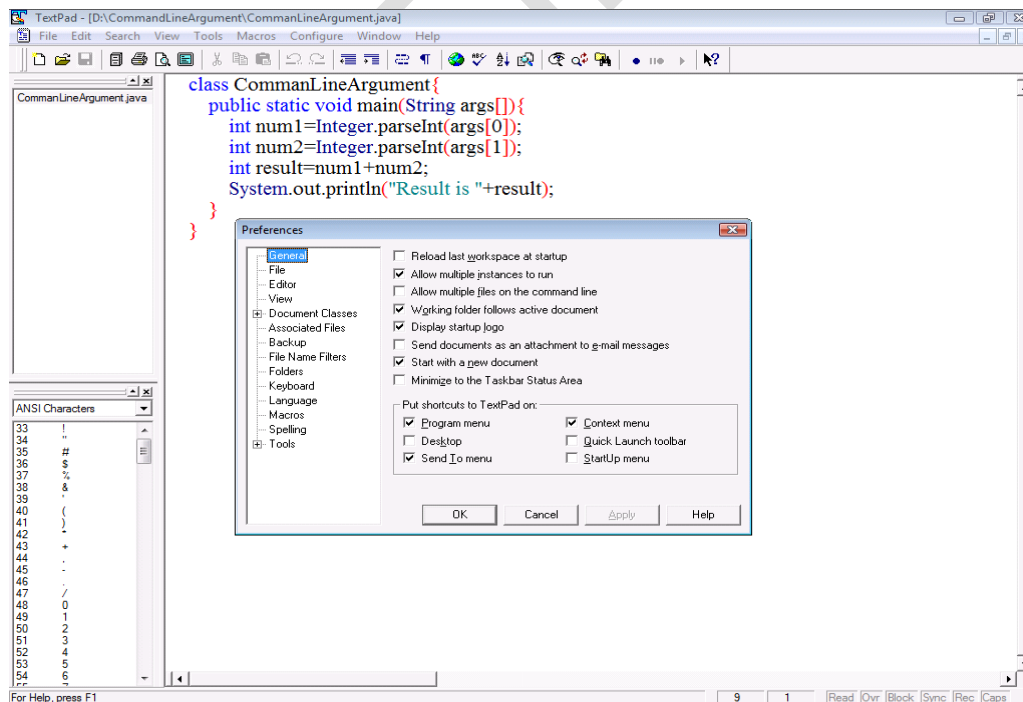 TextPad - [D:\CommandLineArgument\CommanLineArgument.java]
File Edit Search View Tools Macros Configure Window Help
CommanLineArgument.java
class CommanLineArgument{
public static void main(String args[]){
int num1=Integer.parseInt(args[0]);
int num2=Integer.parseInt(args[1]);
int result=num1+num2;
System.out.println("Result is "+result);
}
}
Preferences
General
File
Editor
View
Document Classes
Associated Files
Backup
File Name Filters
Folders
Keyboard
Language
Macros
Spelling
Tools
Reload last workspace at startup
Allow multiple instances to run
Allow multiple files on the command line
Working folder follows active document
Display startup logo
Send documents as an attachment to e-mail messages
Start with a new document
Minimize to the Taskbar Status Area
Put shortcuts to TextPad on:
Program menu
Context menu
Desktop
Quick Launch toolbar
Send To menu
StartUp menu
OK Cancel Apply Help
ANSI Characters
33 !
34 "
35 #
36 $
37 %
38 &
39 '
40 (
41 )
42 *
43 +
44 ,
45 -
46 .
47 /
48 0
49 1
50 2
51 3
52 4
53 5
54 6
For Help, press F1
9 1 Read Ovr Block Sync Rec Caps